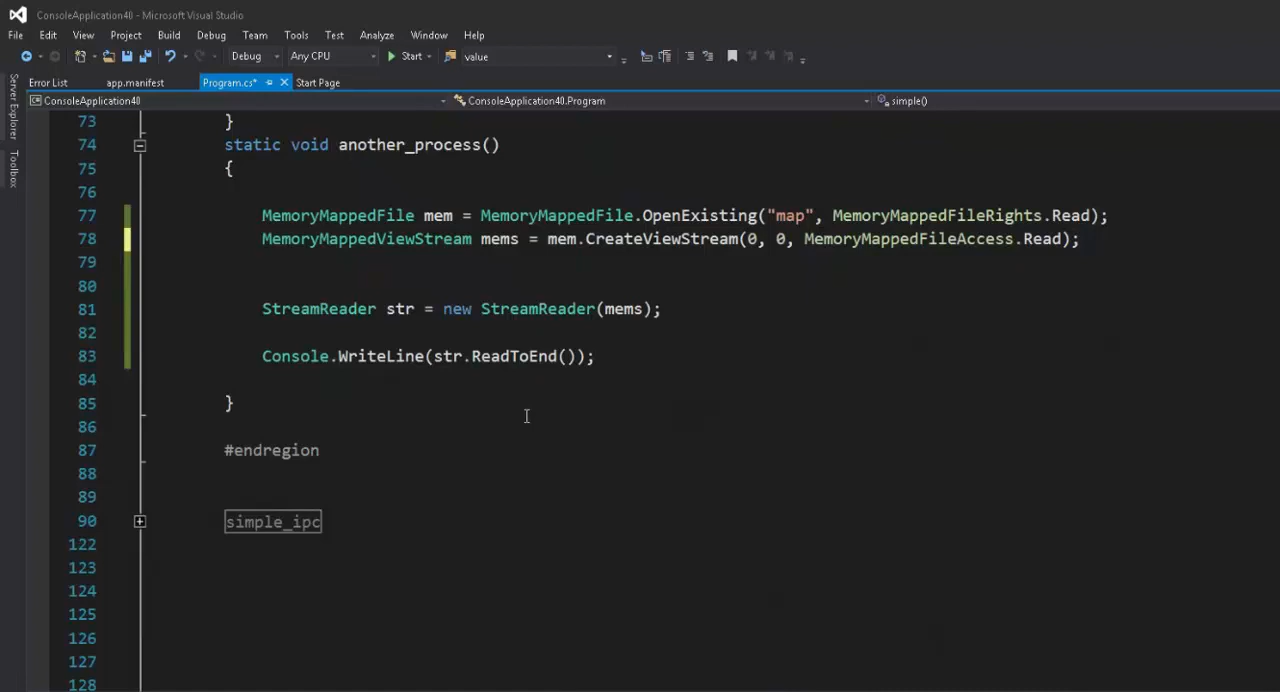 ConsoleApplication40 - Microsoft Visual Studio
File Edit View Project Build Debug Team Tools Test Analyze Window Help
Debug Any CPU Start value
Error List app.manifest Program.cs* Start Page
ConsoleApplication40 ConsoleApplication40.Program simple()
Server Explorer
Toolbox
73 }
74 static void another_process()
75 {
76
77 MemoryMappedFile mem = MemoryMappedFile.OpenExisting("map", MemoryMappedFileRights.Read);
78 MemoryMappedViewStream mems = mem.CreateViewStream(0, 0, MemoryMappedFileAccess.Read);
79
80
81 StreamReader str = new StreamReader(mems);
82
83 Console.WriteLine(str.ReadToEnd());
84
85 }
86
87 #endregion
88
89
90 simple_ipc
122
123
124
125
126
127
128